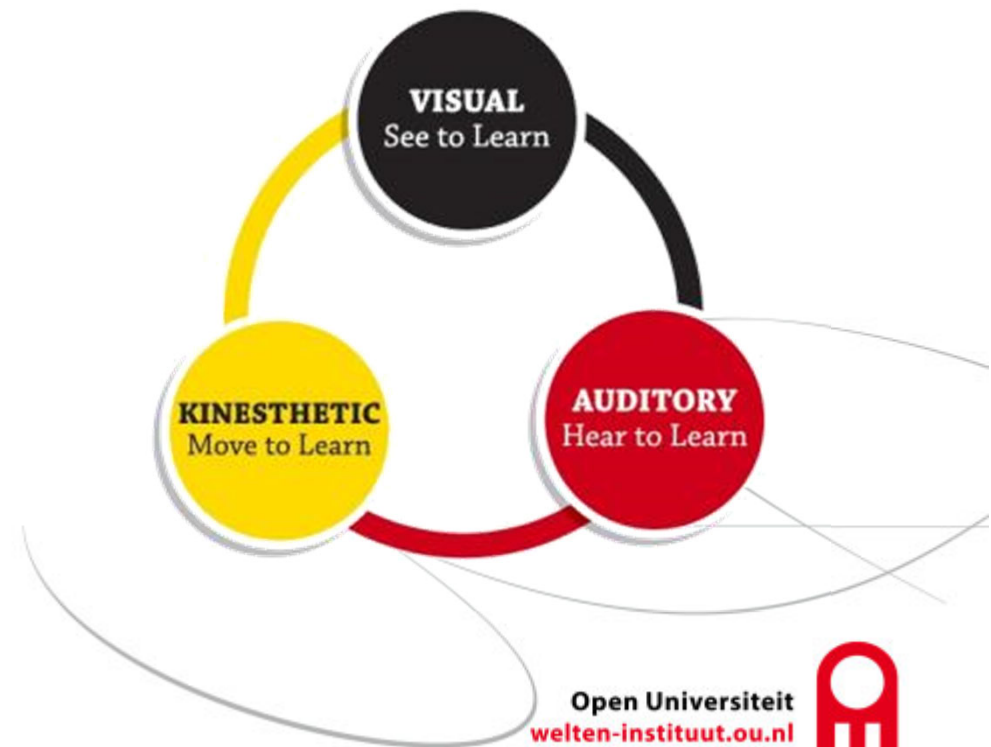 VISUAL
See to Learn
KINESTHETIC
Move to Learn
AUDITORY
Hear to Learn
Open Universiteit
welten-instituut.ou.nl